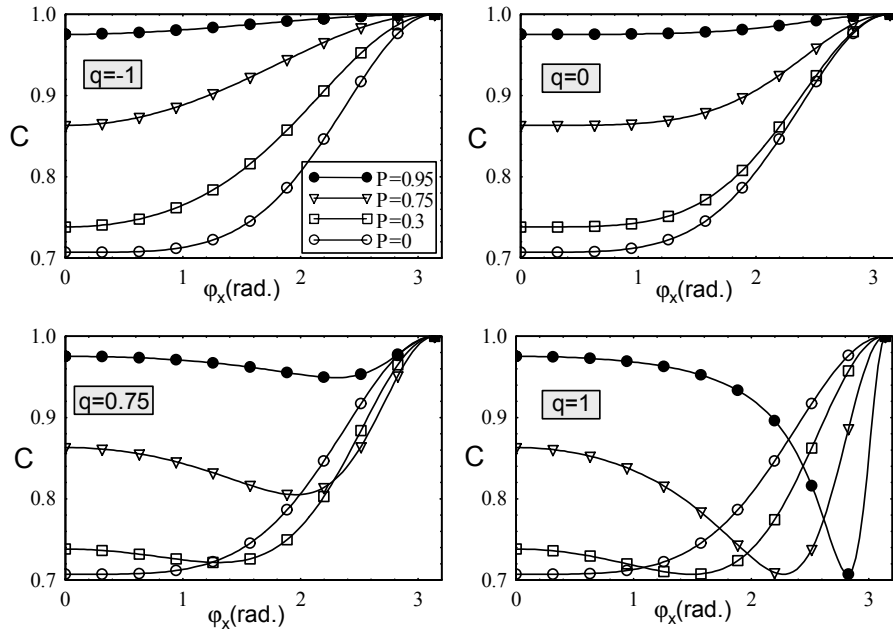 1.0
0.9
0.8
0.7
C
q=-1
P=0.95
P=0.75
P=0.3
P=0
0 1 2 3
φx(rad.)
1.0
0.9
0.8
0.7
C
q=0
0 1 2 3
φx(rad.)
1.0
0.9
0.8
0.7
C
q=0.75
0 1 2 3
φx(rad.)
1.0
0.9
0.8
0.7
C
q=1
0 1 2 3
φx(rad.)